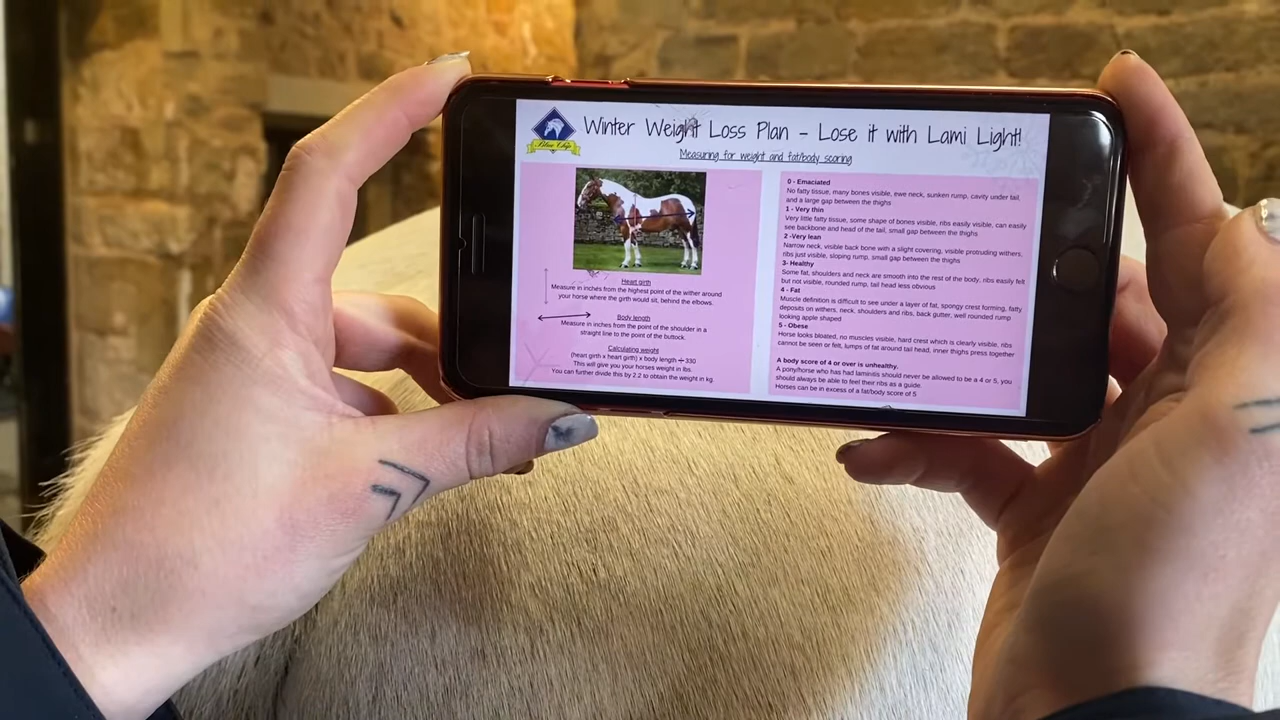 Blue Chip
Winter Weight Loss Plan – Lose it with Lami Light!
Measuring for weight and fat/body scoring
Heart girth
Measure in inches from the highest point of the wither around
your horse where the girth would sit, behind the elbows.
Body length
Measure in inches from the point of the shoulder in a
straight line to the point of the buttock.
Calculating weight
(heart girth x heart girth) x body length ÷ 330
This will give you your horses weight in lbs.
You can further divide this by 2.2 to obtain the weight in kg
0 - Emaciated
No fatty tissue, many bones visible, ewe neck, sunken rump, cavity under tail,
and a large gap between the thighs
1 - Very thin
Very little fatty tissue, some shape of bones visible, ribs easily visible, can easily
see backbone and head of the tail, small gap between the thighs
2 -Very lean
Narrow neck, visible back bone with a slight covering, visible protruding withers,
ribs just visible, sloping rump, small gap between the thighs
3- Healthy
Some fat, shoulders and neck are smooth into the rest of the body, ribs easily felt
but not visible, rounded rump, tail head less obvious
4 - Fat
Muscle definition is difficult to see under a layer of fat, spongy crest forming, fatty
deposits on withers, neck, shoulders and ribs, back gutter, well rounded rump
looking apple shaped
5 - Obese
Horse looks bloated, no muscles visible, hard crest which is clearly visible, ribs
cannot be seen or felt, lumps of fat around tail head, inner thighs press together
A body score of 4 or over is unhealthy.
A pony/horse who has had laminitis should never be allowed to be a 4 or 5, you
should always be able to feel their ribs as a guide.
Horses can be in excess of a fat/body score of 5